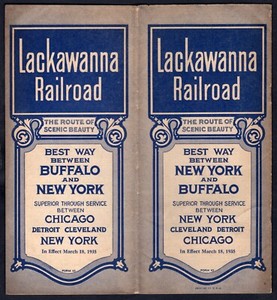 Lackawanna
Railroad
THE ROUTE OF
SCENIC BEAUTY
BEST WAY
BETWEEN
BUFFALO
AND
NEW YORK
SUPERIOR THROUGH SERVICE
BETWEEN
CHICAGO
DETROIT CLEVELAND
NEW YORK
In Effect March 18, 1935
Lackawanna
Railroad
THE ROUTE OF
SCENIC BEAUTY
BEST WAY
BETWEEN
NEW YORK
AND
BUFFALO
SUPERIOR THROUGH SERVICE
BETWEEN
NEW YORK
CLEVELAND DETROIT
CHICAGO
In Effect March 18, 1935